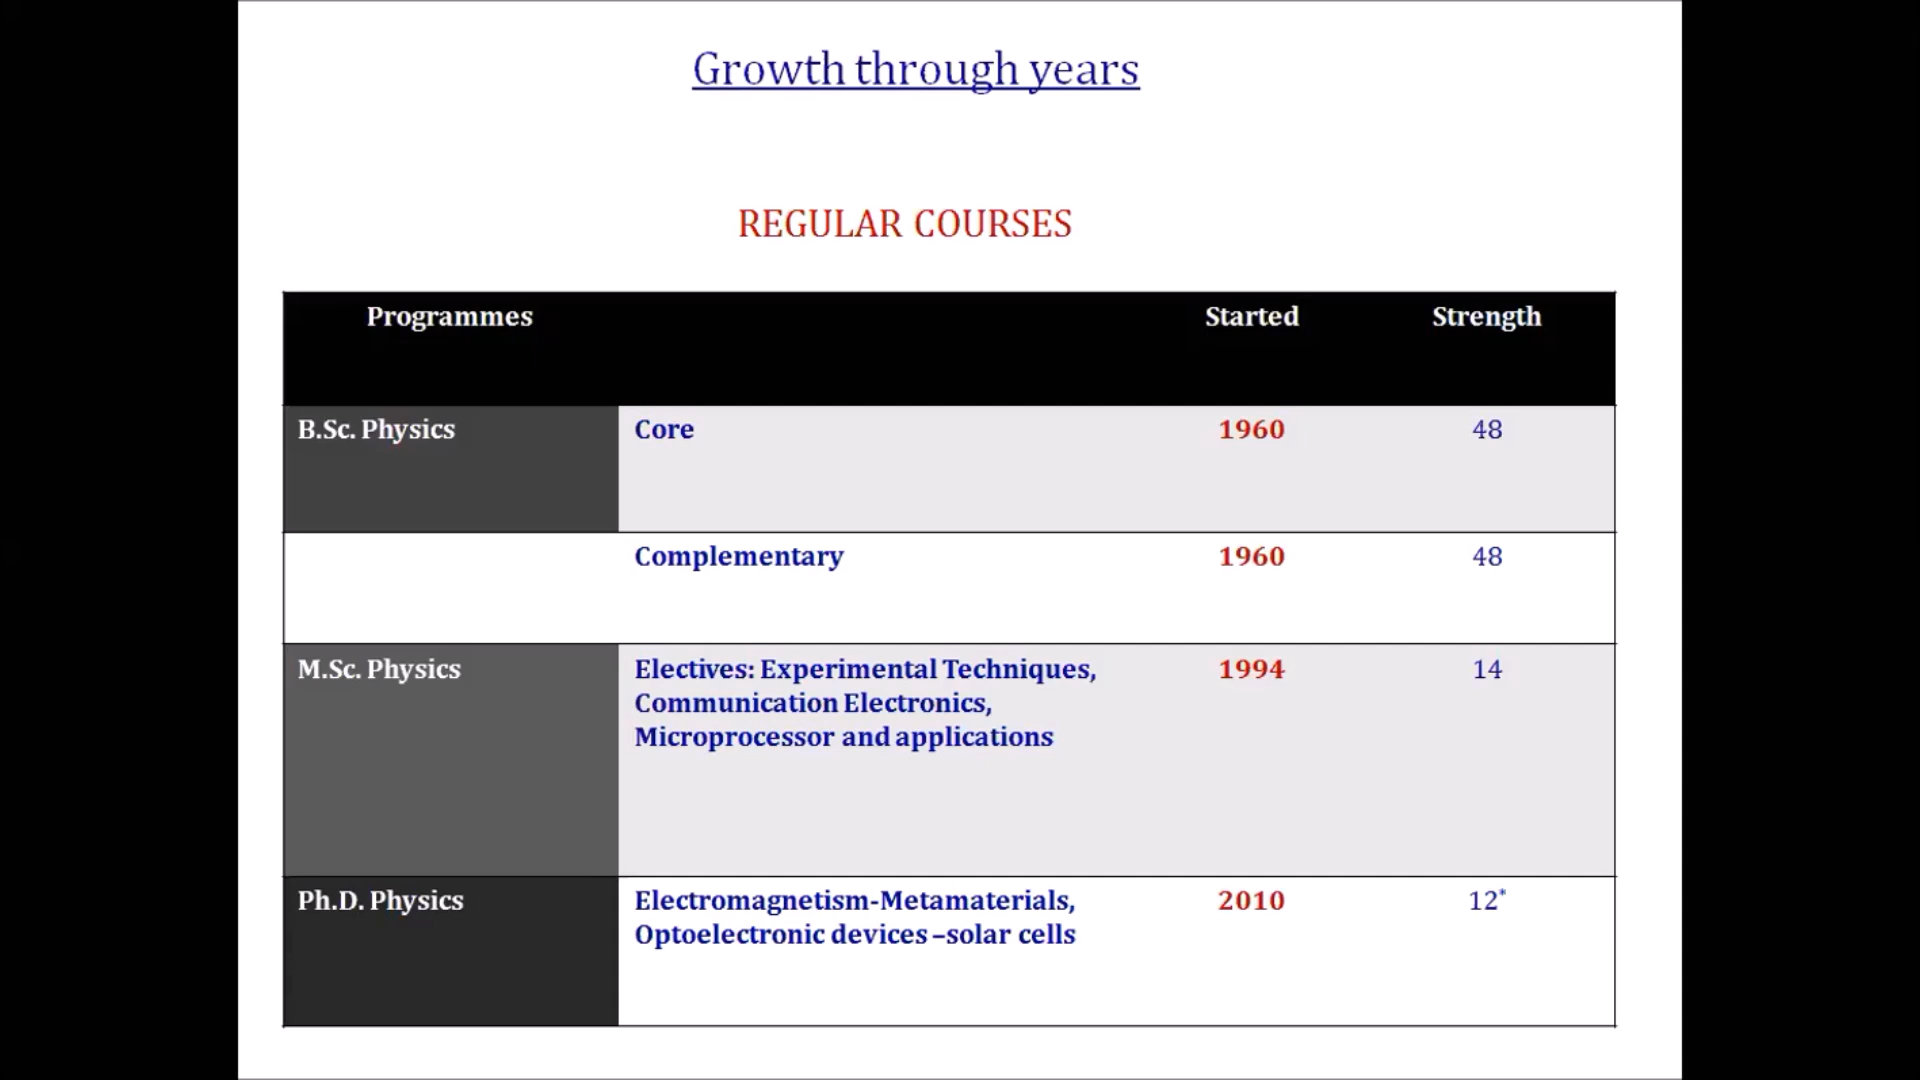 Growth through years
REGULAR COURSES
Programmes Started Strength
B.Sc. Physics Core 1960 48
Complementary 1960 48
M.Sc. Physics Electives: Experimental Techniques, 1994 14
Communication Electronics,
Microprocessor and applications
Ph.D. Physics Electromagnetism-Metamaterials, 2010 12*
Optoelectronic devices –solar cells